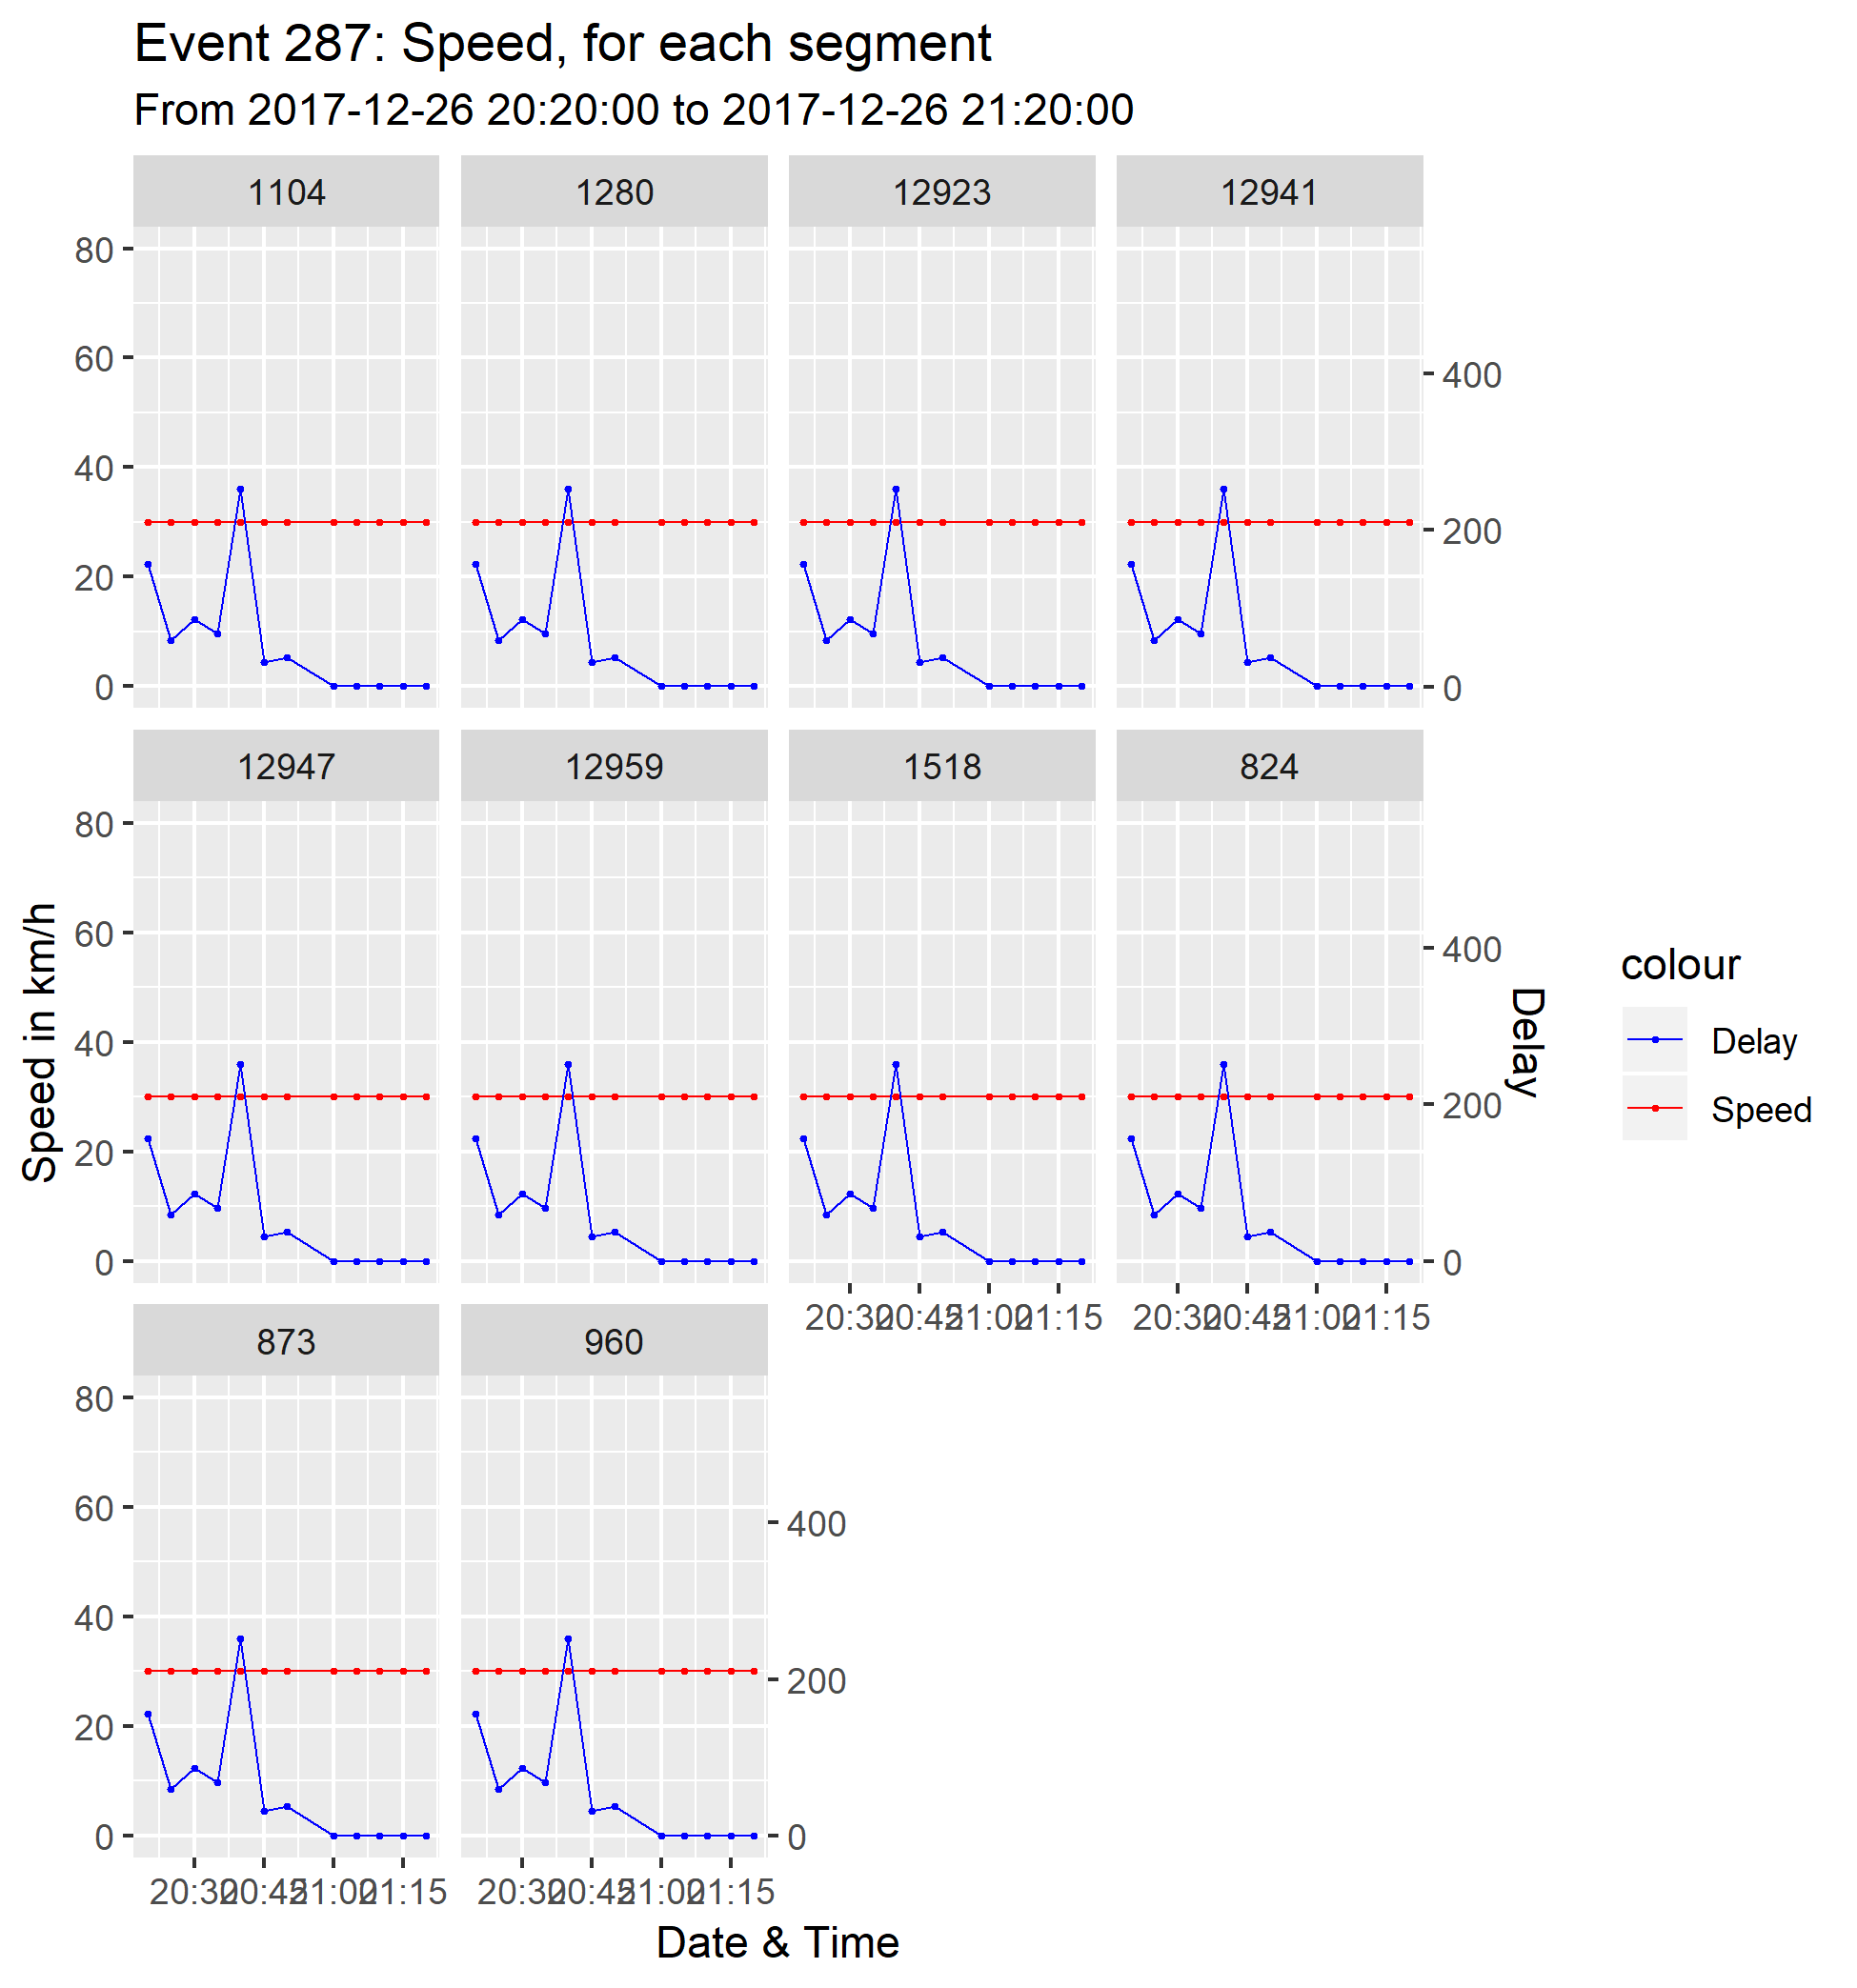 Event 287: Speed, for each segment
From 2017-12-26 20:20:00 to 2017-12-26 21:20:00
1104
1280
12923
12941
80
60
40
20
0
400
200
0
12947
12959
1518
824
80
60
40
20
0
400
200
0
20:30 20:45 21:00 21:15
20:30 20:45 21:00 21:15
873
960
80
60
40
20
0
400
200
0
20:30 20:45 21:00 21:15
20:30 20:45 21:00 21:15
Speed in km/h
Delay
Date & Time
colour
Delay
Speed